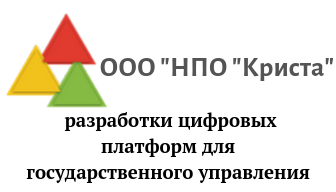 ООО "НПО "Криста"
разработки цифровых
платформ для
государственного управления